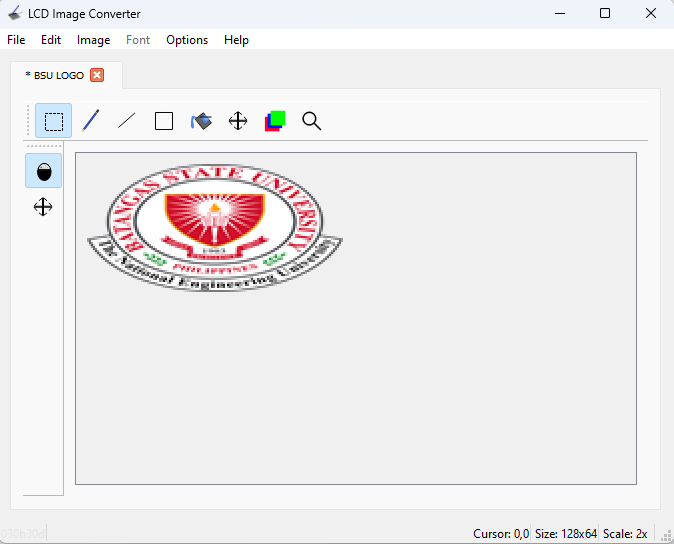 LCD Image Converter
File Edit Image Font Options Help
* BSU LOGO
BATANGAS STATE UNIVERSITY
1903
PHILIPPINES
The National Engineering University
Cursor: 0,0 Size: 128x64 Scale: 2x